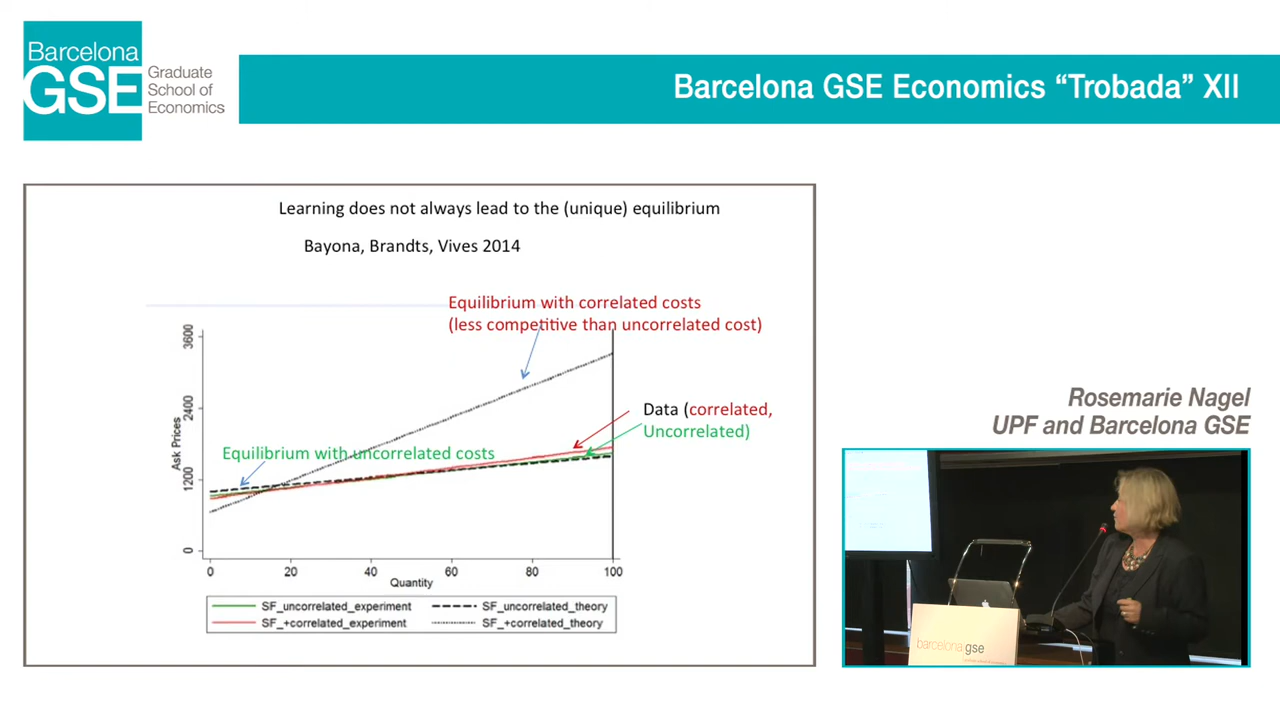 Barcelona
GSE
Graduate
School of
Economics
Barcelona GSE Economics “Trobada” XII
Learning does not always lead to the (unique) equilibrium
Bayona, Brandts, Vives 2014
Equilibrium with correlated costs
(less competitive than uncorrelated cost)
Data (correlated,
Uncorrelated)
Equilibrium with uncorrelated costs
Ask Prices
3600
2400
1200
0
0 20 40 60 80 100
Quantity
SF_uncorrelated_experiment
SF_uncorrelated_theory
SF_+correlated_experiment
SF_+correlated_theory
Rosemarie Nagel
UPF and Barcelona GSE
barcelona gse